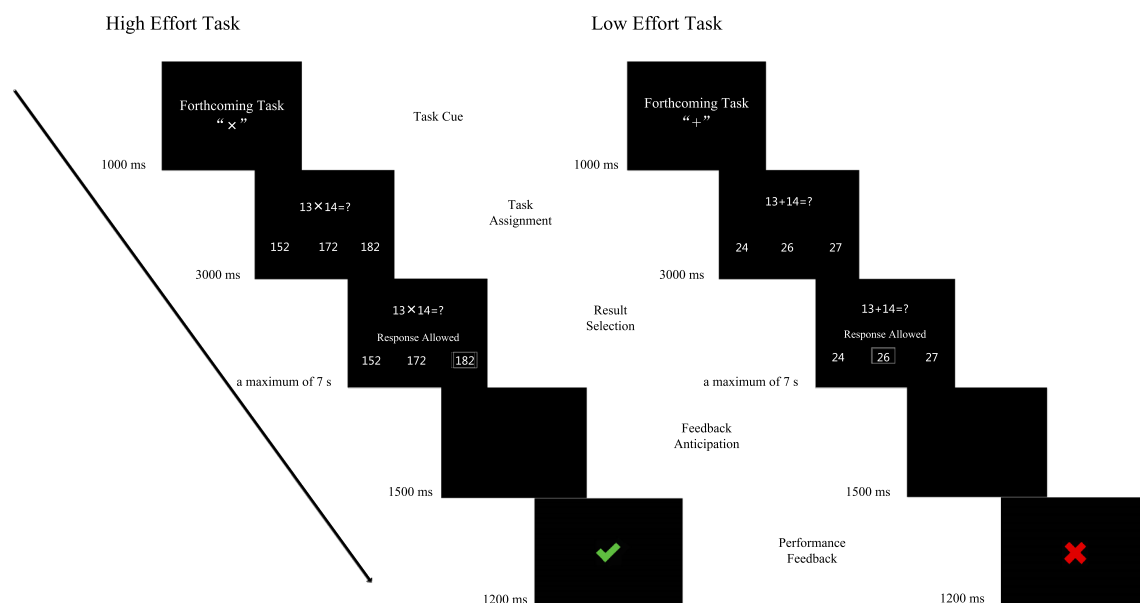 High Effort Task
Low Effort Task
Forthcoming Task
“×”
Task Cue
Forthcoming Task
“+”
1000 ms
1000 ms
13×14=?
152 172 182
Task
Assignment
13+14=?
24 26 27
3000 ms
3000 ms
13×14=?
Response Allowed
152 172 182
Result
Selection
13+14=?
Response Allowed
24 26 27
a maximum of 7 s
a maximum of 7 s
Feedback
Anticipation
1500 ms
1500 ms
Performance
Feedback
1200 ms
1200 ms